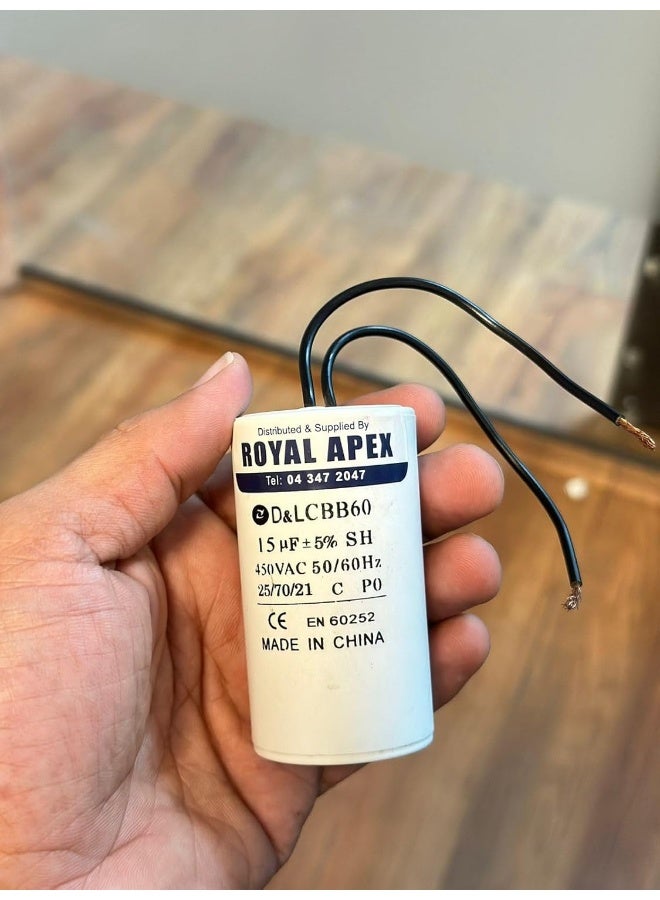 Distributed & Supplied By
ROYAL APEX
Tel: 04 347 2047
D&LCBB60
15 µF ± 5% SH
450VAC 50/60Hz
25/70/21 C P0
CE EN 60252
MADE IN CHINA